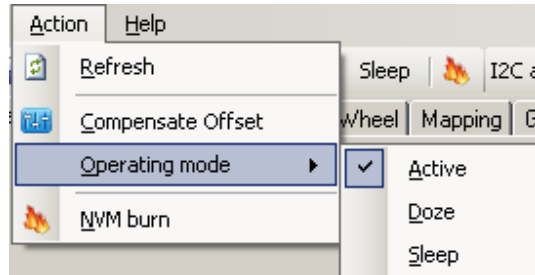 Action Help
Refresh
Sleep I2C
Compensate Offset
Wheel Mapping
Operating mode
Active
Doze
NVM burn
Sleep